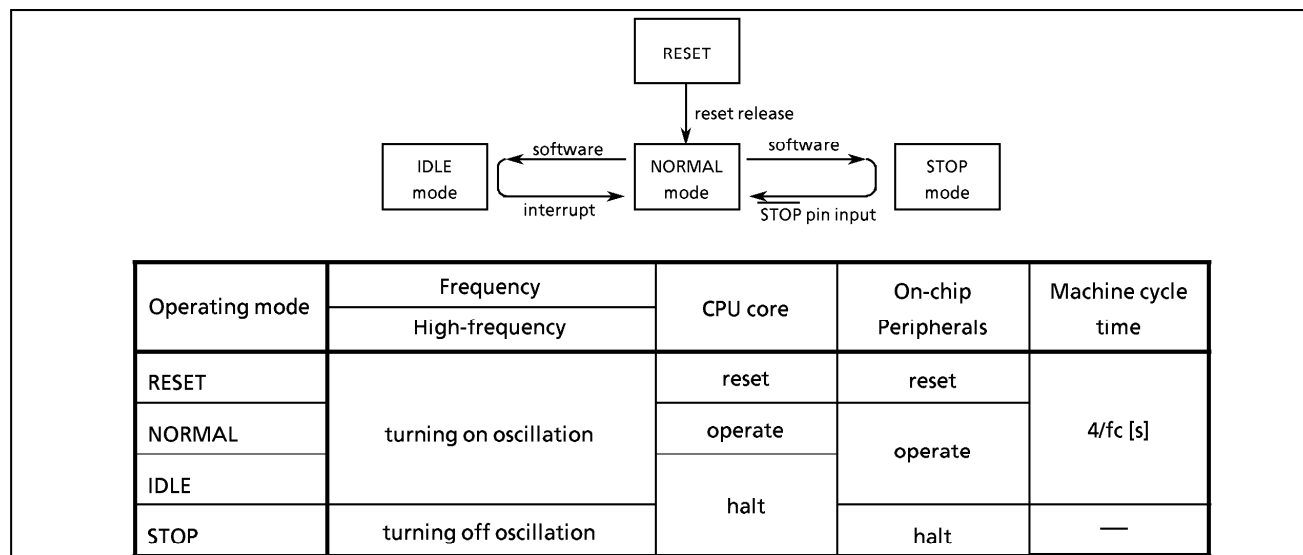 RESET
reset release
software
software
IDLE
mode
NORMAL
mode
STOP
mode
interrupt
STOP pin input
Operating mode
Frequency
High-frequency
CPU core
On-chip
Peripherals
Machine cycle
time
RESET
turning on oscillation
reset
reset
4/fc [s]
NORMAL
operate
operate
IDLE
halt
STOP
turning off oscillation
halt
—